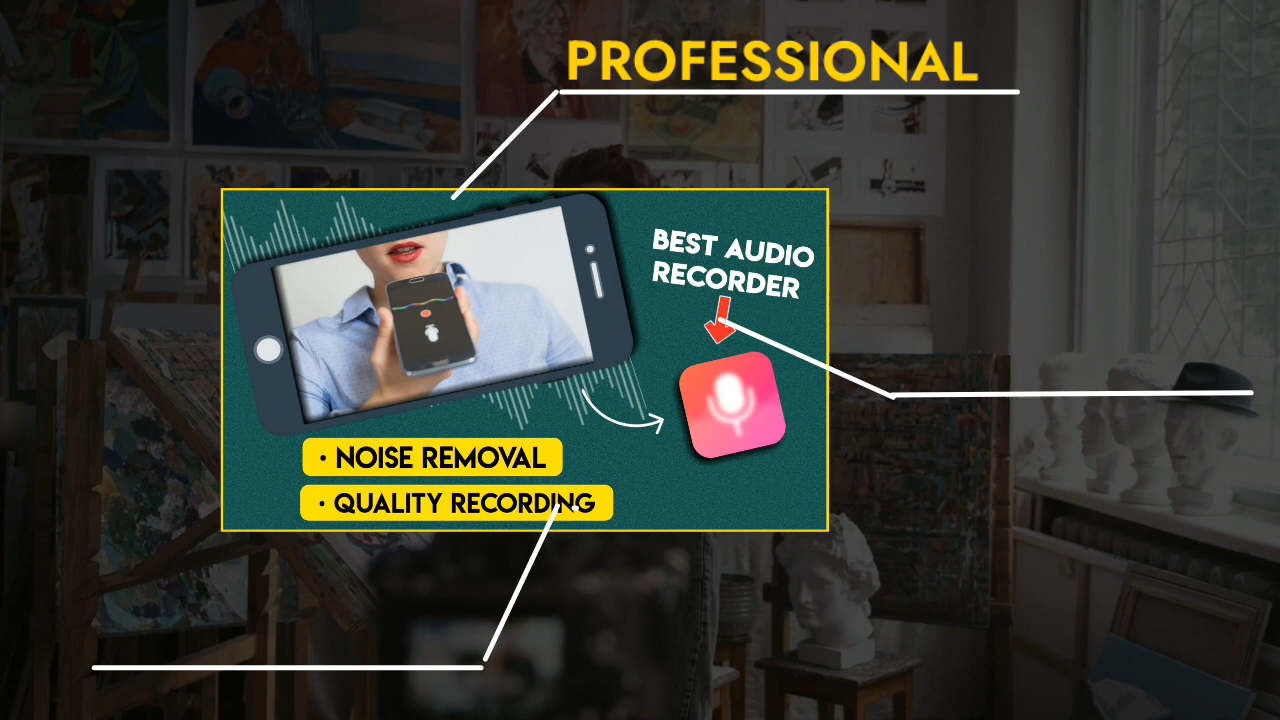 PROFESSIONAL
BEST AUDIO
RECORDER
• NOISE REMOVAL
• QUALITY RECORDING